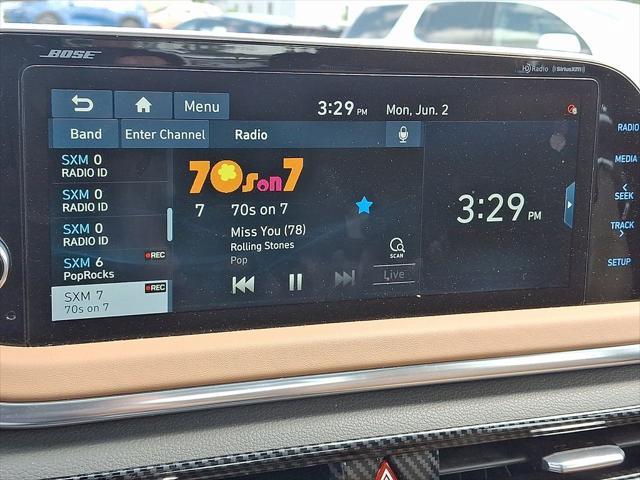 BOSE
HD Radio (SiriusXM)
Menu
3:29 PM Mon, Jun. 2
Band Enter Channel Radio
SXM 0
RADIO ID
SXM 0
RADIO ID
SXM 0
RADIO ID
SXM 6 REC
PopRocks
SXM 7 REC
70s on 7
70s on 7
7 70s on 7
Miss You (78)
Rolling Stones
Pop
SCAN
Live
3:29 PM
RADIO
MEDIA
SEEK
TRACK
SETUP